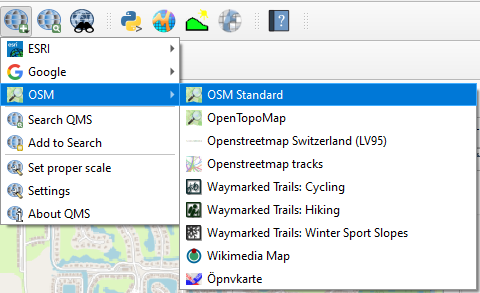 ESRI
Google
OSM
Search QMS
Add to Search
Set proper scale
Settings
About QMS
OSM Standard
OpenTopoMap
Openstreetmap Switzerland (LV95)
Openstreetmap tracks
Waymarked Trails: Cycling
Waymarked Trails: Hiking
Waymarked Trails: Winter Sport Slopes
Wikimedia Map
Öpnvkarte